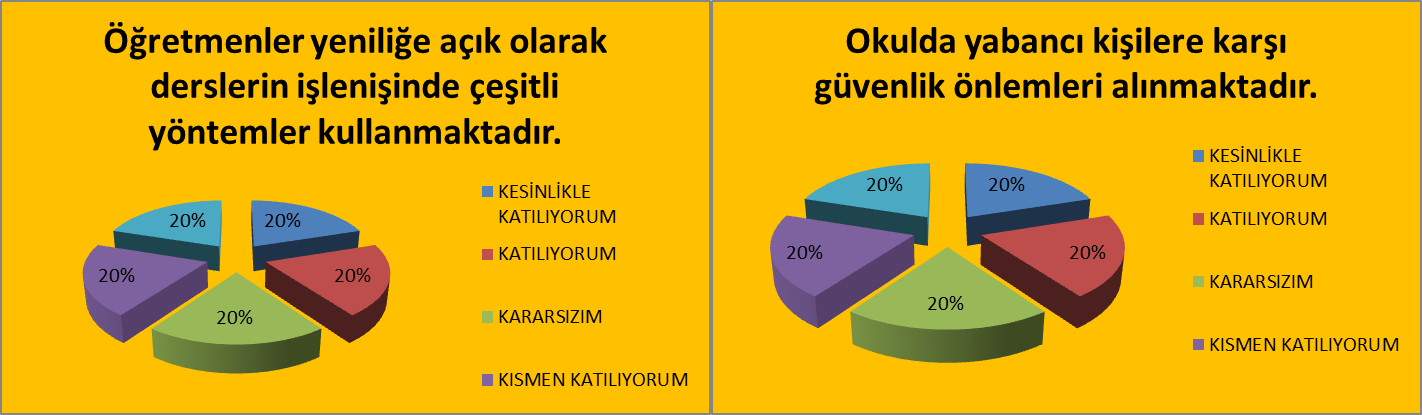 Öğretmenler yeniliğe açık olarak
derslerin işlenişinde çeşitli
yöntemler kullanmaktadır.
20%
20%
20%
20%
20%
KESİNLİKLE
KATILIYORUM
KATILIYORUM
KARARSIZIM
KISMEN KATILIYORUM
Okulda yabancı kişilere karşı
güvenlik önlemleri alınmaktadır.
20%
20%
20%
20%
20%
KESİNLİKLE
KATILIYORUM
KATILIYORUM
KARARSIZIM
KISMEN KATILIYORUM